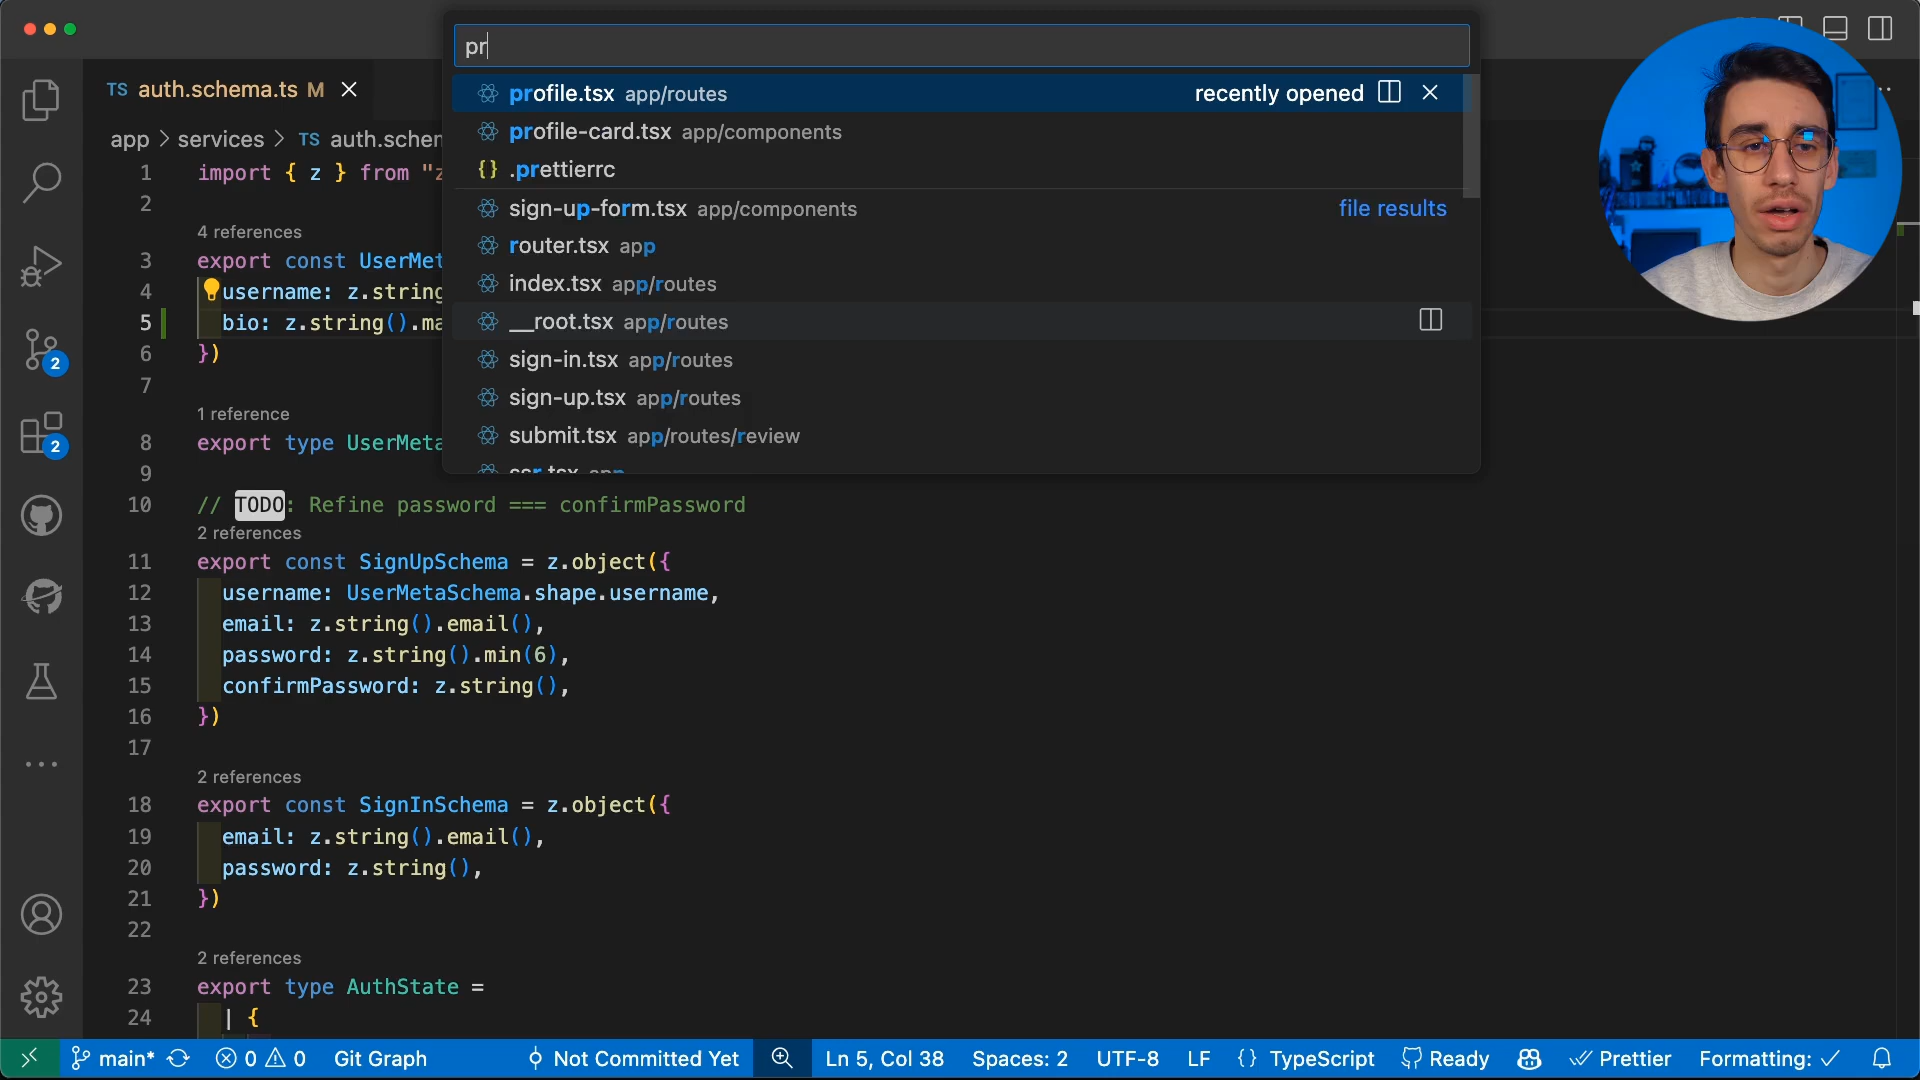 pr
TS auth.schema.ts M
profile.tsx app/routes recently opened
profile-card.tsx app/components
app > services > TS auth.schem
{} .prettierrc
1 import { z } from "z
2
sign-up-form.tsx app/components file results
4 references
router.tsx app
3 export const UserMet
index.tsx app/routes
4 username: z.string
__root.tsx app/routes
5 bio: z.string().ma
6 })
sign-in.tsx app/routes
7
sign-up.tsx app/routes
1 reference
submit.tsx app/routes/review
8 export type UserMeta
ssr.tsx app
9
10 // TODO: Refine password === confirmPassword
2 references
11 export const SignUpSchema = z.object({
12 username: UserMetaSchema.shape.username,
13 email: z.string().email(),
14 password: z.string().min(6),
15 confirmPassword: z.string(),
16 })
17
2 references
18 export const SignInSchema = z.object({
19 email: z.string().email(),
20 password: z.string(),
21 })
22
2 references
23 export type AuthState =
24 | {
2
2
main* 0 0 Git Graph Not Committed Yet Ln 5, Col 38 Spaces: 2 UTF-8 LF {} TypeScript Ready Prettier Formatting: ✓